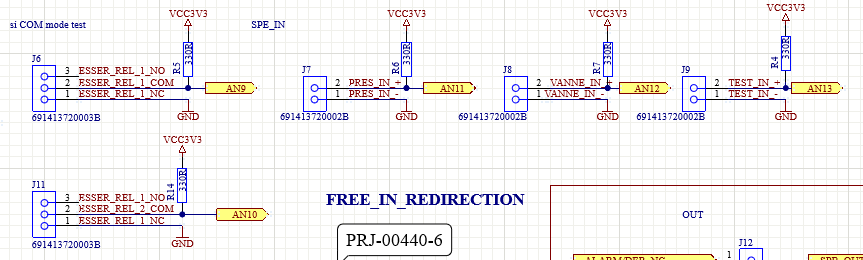 si COM mode test
SPE_IN
VCC3V3
VCC3V3
VCC3V3
VCC3V3
R5
330R
R6
330R
R7
330R
R4
330R
J6
3
ESSER_REL_1_NO
2
ESSER_REL_1_COM
1
ESSER_REL_1_NC
AN9
GND
691413720003B
J7
2
PRES_IN_+
1
PRES_IN_-
AN11
GND
691413720002B
J8
2
VANNE_IN_+
1
VANNE_IN_-
AN12
GND
691413720002B
J9
2
TEST_IN_+
1
TEST_IN_-
AN13
GND
691413720002B
VCC3V3
R14
330R
J11
3
ESSER_REL_1_NO
2
ESSER_REL_2_COM
1
ESSER_REL_1_NC
AN10
GND
691413720003B
FREE_IN_REDIRECTION
PRJ-00440-6
OUT
J12
1